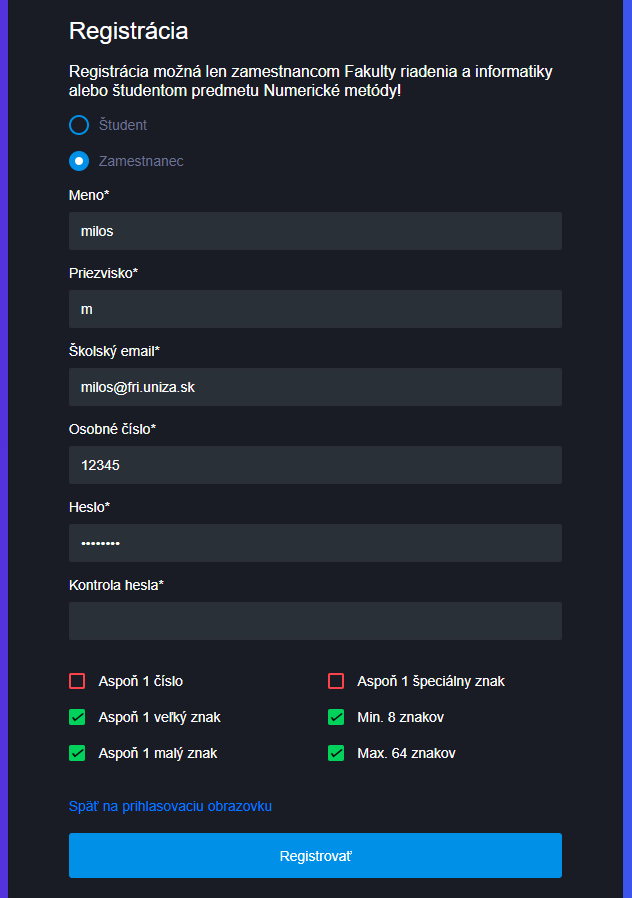 Registrácia
Registrácia možná len zamestnancom Fakulty riadenia a informatiky
alebo študentom predmetu Numerické metódy!
Študent
Zamestnanec
Meno*
milos
Priezvisko*
m
Školský email*
milos@fri.uniza.sk
Osobné číslo*
12345
Heslo*
••••••••
Kontrola hesla*
Aspoň 1 číslo
Aspoň 1 špeciálny znak
Aspoň 1 veľký znak
Min. 8 znakov
Aspoň 1 malý znak
Max. 64 znakov
Späť na prihlasovaciu obrazovku
Registrovať